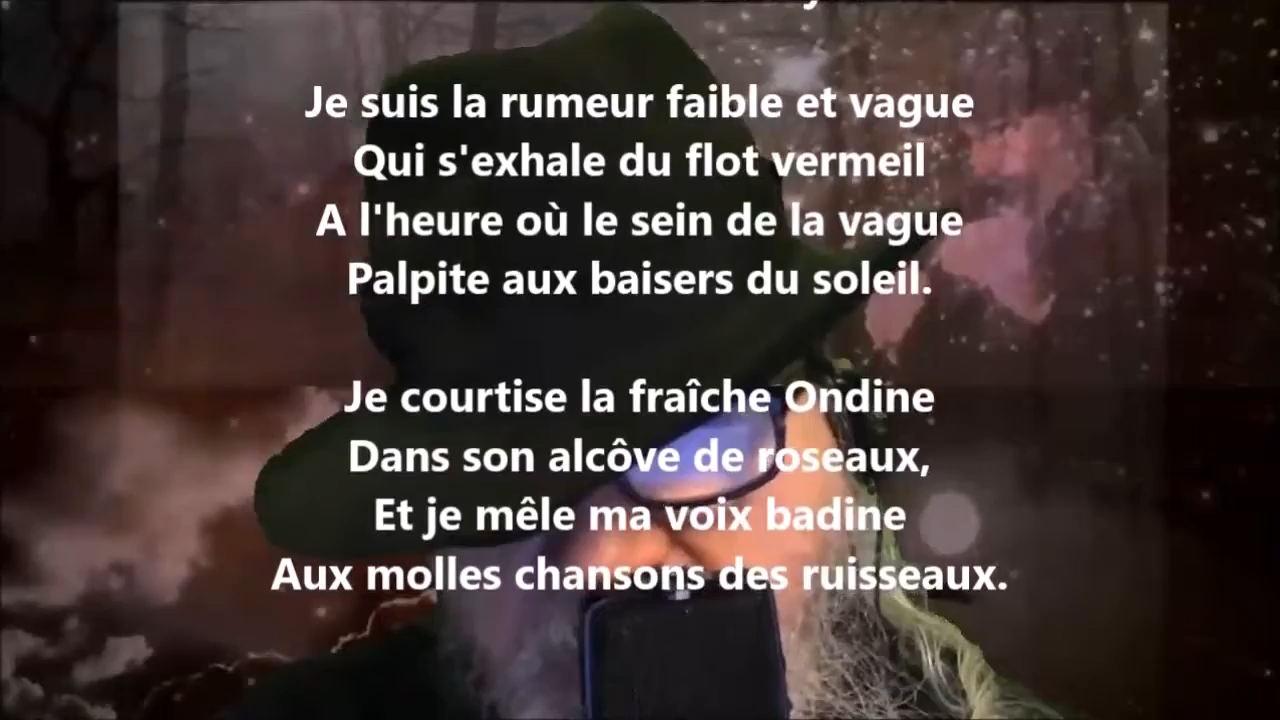 Je suis la rumeur faible et vague
Qui s'exhale du flot vermeil
A l'heure où le sein de la vague
Palpite aux baisers du soleil.
Je courtise la fraîche Ondine
Dans son alcôve de roseaux,
Et je mêle ma voix badine
Aux molles chansons des ruisseaux.